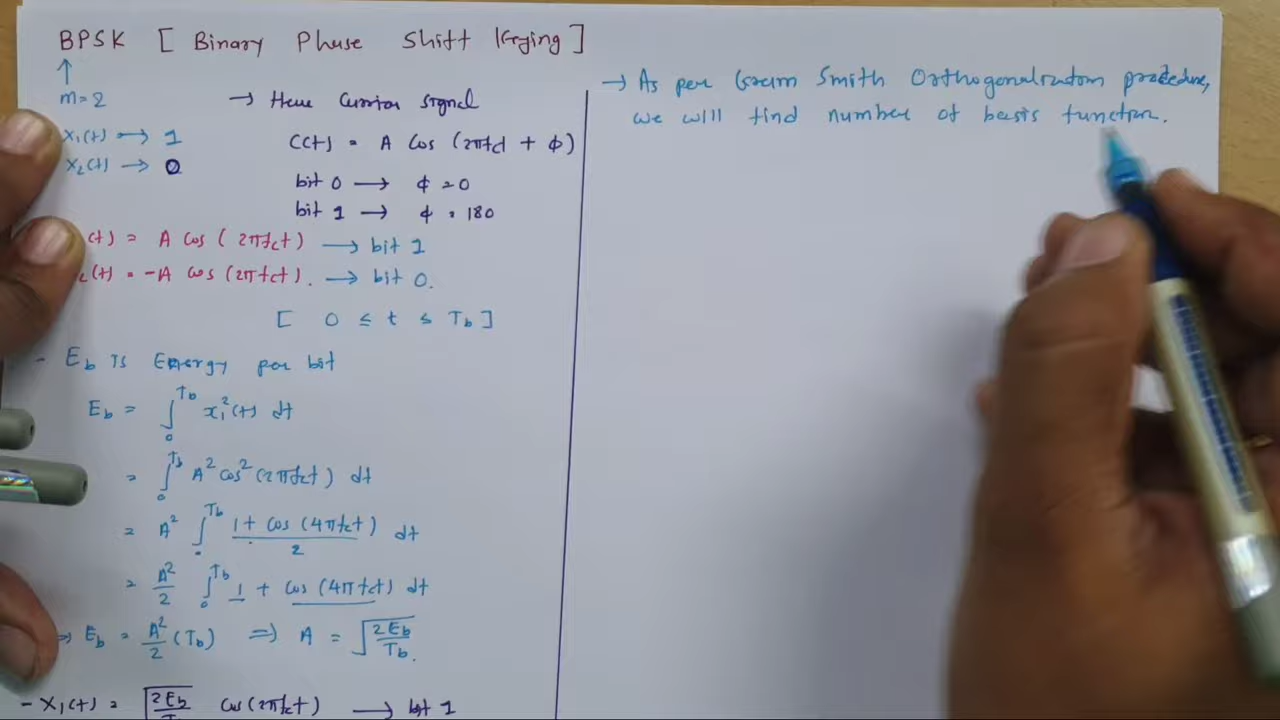 BPSK [ Binary Phase Shift Keying ]
m=2
x₁(t) → 1
x₂(t) → 0
→ Here Carrier signal
c(t) = A cos (2πfct + φ)
bit 0 → φ = 0
bit 1 → φ = 180
(t) = A cos ( 2πfct) → bit 1
₂(t) = -A cos (2πfct). → bit 0.
[ 0 ≤ t ≤ Tb ]
- Eb is Energy per bit
Eb = ∫₀^Tb x₁²(t) dt
= ∫₀^Tb A² cos² (2πfct) dt
= A² ∫₀^Tb (1 + cos (4πfct))/2 dt
= A²/2 ∫₀^Tb 1 + cos (4πfct) dt
⇒ Eb = A²/2 (Tb) ⇒ A = √(2Eb/Tb).
- x₁(t) = √(2Eb/T cos(2πfct) → bit 1
→ As per Gram Smith Orthogonalization procedure,
we will find number of basis function.